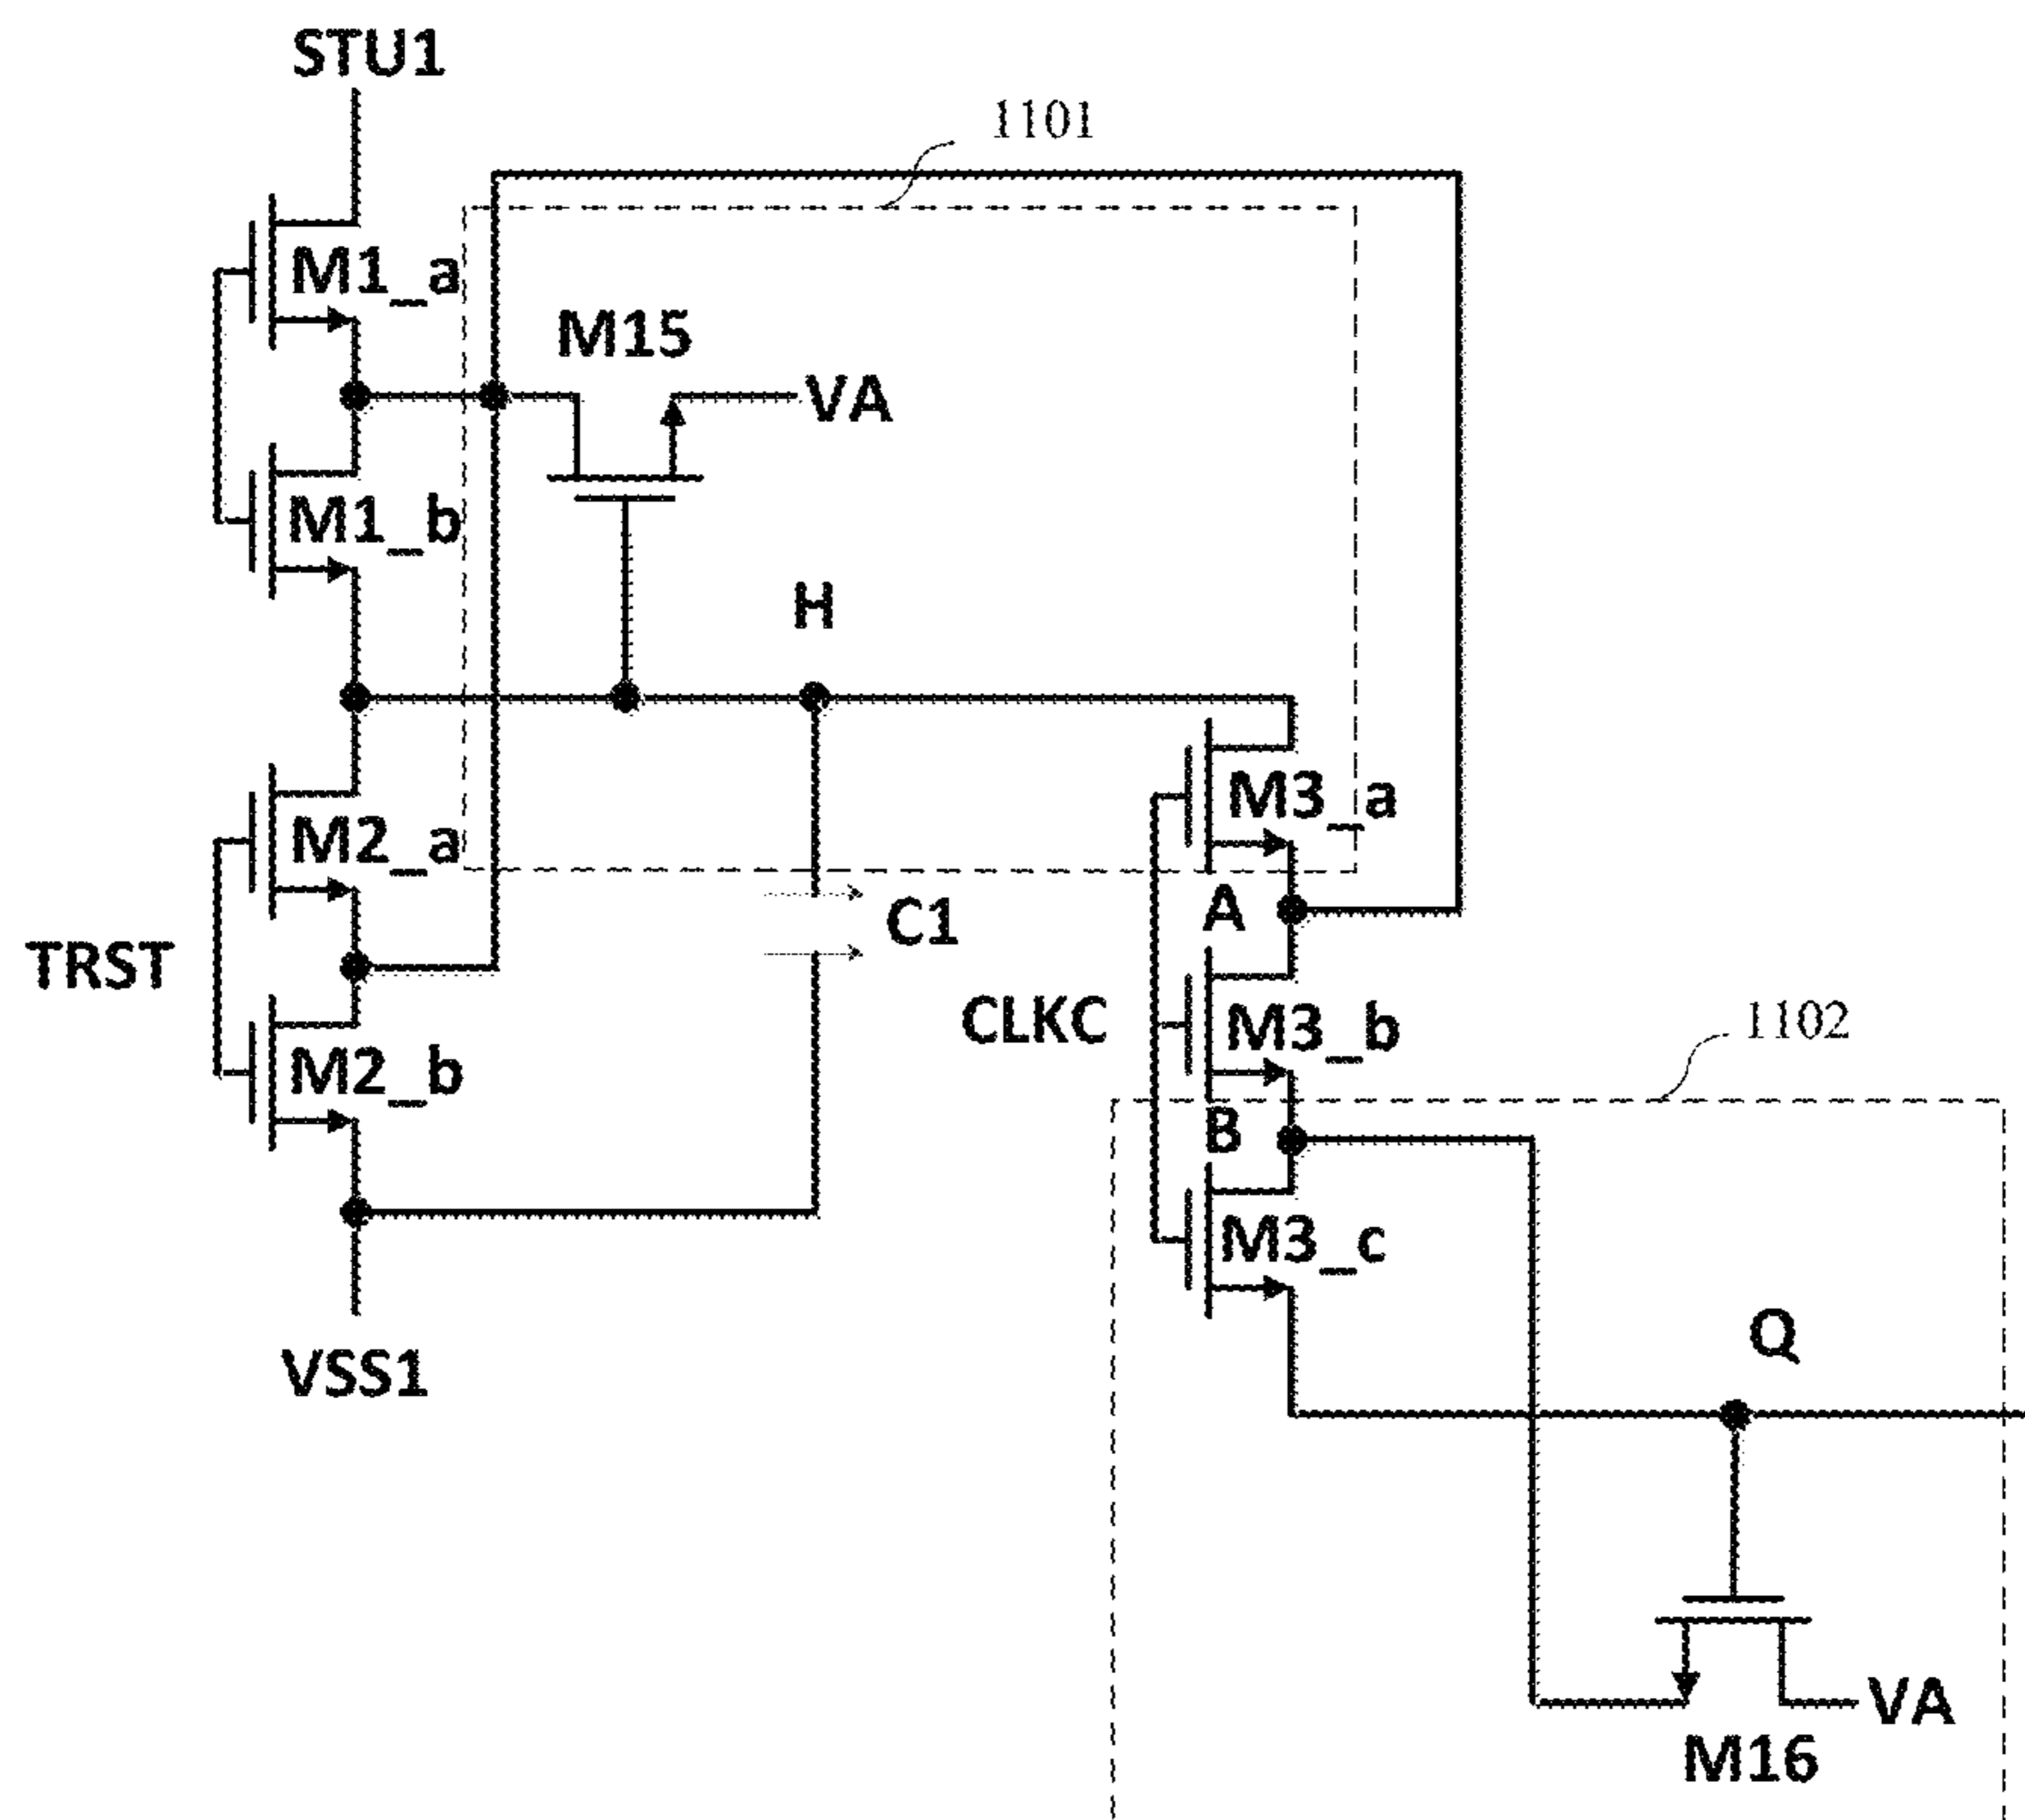 STU1
1101
M1_a
M15
VA
M1_b
H
M3_a
M2_a
A
C1
TRST
CLKC
M3_b
1102
M2_b
B
M3_c
VSS1
Q
VA
M16